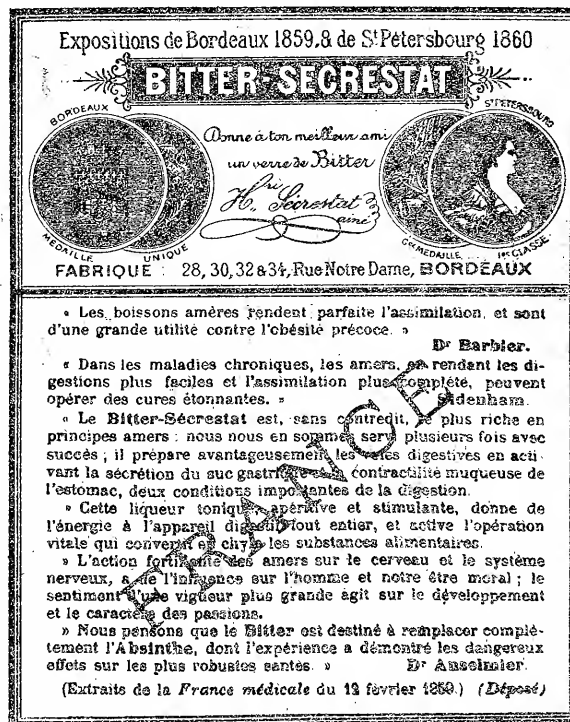 Expositions de Bordeaux 1859. & de St Pétersbourg 1860
BITTER-SECRESTAT
BORDEAUX
MÉDAILLE UNIQUE
Donne à ton meilleur ami
un verre de Bitter
Hri Secrestat
ainé
ST PETERSBOURG
Gde MEDAILLE 1re CLASSE
FABRIQUE : 28, 30, 32 & 34, Rue Notre Dame, BORDEAUX
« Les boissons amères rendent parfaite l'assimilation, et sont
d'une grande utilité contre l'obésité précoce. »
Dr Barbier.
« Dans les maladies chroniques, les amers, en rendant les di-
gestions plus faciles et l'assimilation plus complète, peuvent
opérer des cures étonnantes. » Sidenham.
« Le Bitter-Sécrestat est, sans contredit, le plus riche en
principes amers : nous nous en sommes servi plusieurs fois avec
succès ; il prépare avantageusement les voies digestives en acti-
vant la sécrétion du suc gastrique et la contractilité muqueuse de
l'estomac, deux conditions importantes de la digestion.
» Cette liqueur tonique, apéritive et stimulante, donne de
l'énergie à l'appareil digestif tout entier, et active l'opération
vitale qui convertit en chyle les substances alimentaires.
» L'action fortifiante des amers sur le cerveau et le système
nerveux, a de l'influence sur l'homme et notre être moral ; le
sentiment d'une vigueur plus grande agit sur le développement
et le caractère des passions.
» Nous pensons que le Bitter est destiné à remplacer complè-
tement l'Absinthe, dont l'expérience a démontré les dangereux
effets sur les plus robustes santés. » Dr Anselmier.
(Extraits de la France médicale du 12 février 1859.) (Déposé)
FRANCE